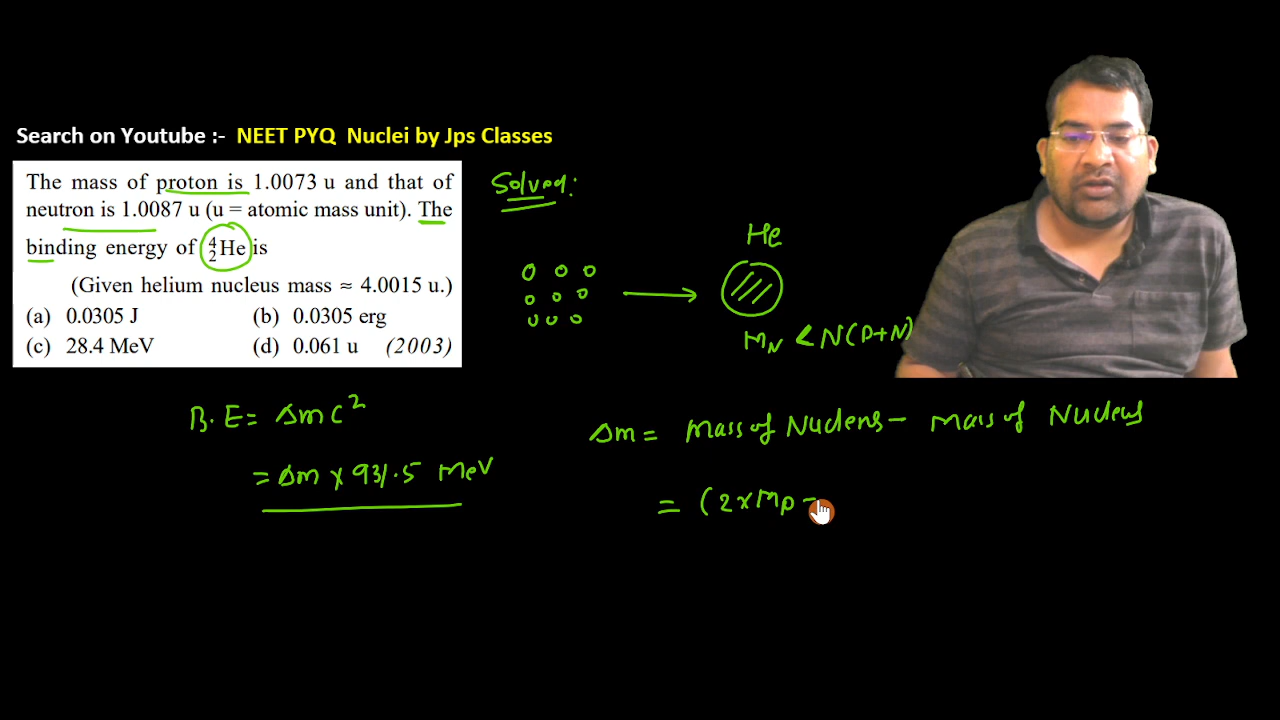 Search on Youtube :- NEET PYQ Nuclei by Jps Classes
The mass of proton is 1.0073 u and that of
neutron is 1.0087 u (u = atomic mass unit). The
binding energy of ⁴₂He is
(Given helium nucleus mass ≈ 4.0015 u.)
(a) 0.0305 J (b) 0.0305 erg
(c) 28.4 MeV (d) 0.061 u (2003)
Solved:
He
M_N < N(P+N)
B.E = Δmc²
= Δm × 931.5 MeV
Δm = Mass of Nucleus - Mass of Nucleus
= (2×Mp